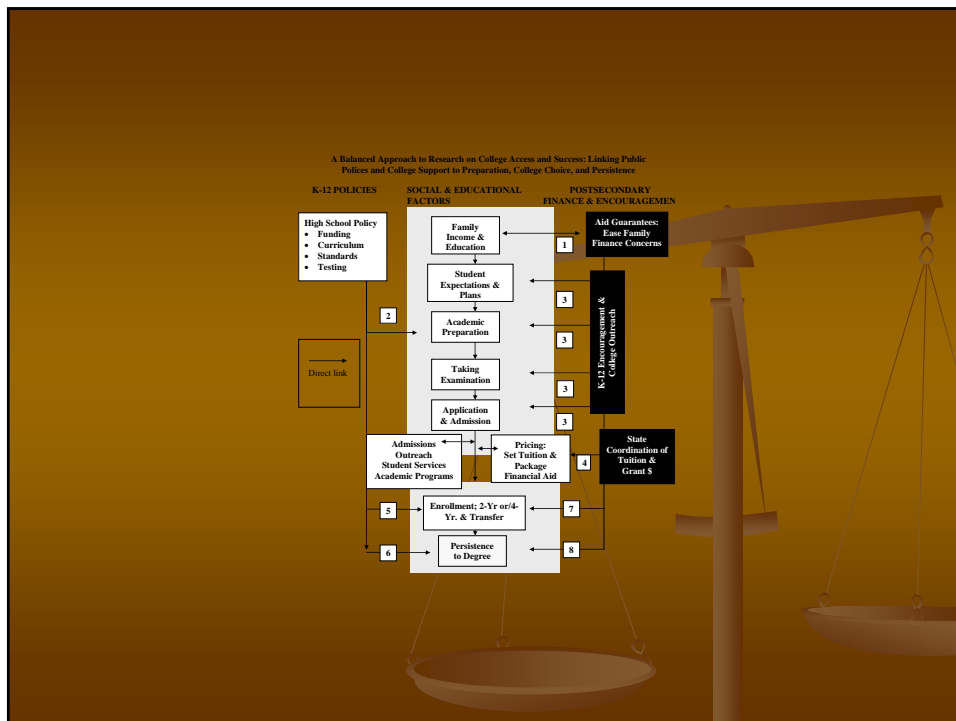 A Balanced Approach to Research on College Access and Success: Linking Public
Polices and College Support to Preparation, College Choice, and Persistence
K-12 POLICIES
SOCIAL & EDUCATIONAL
FACTORS
POSTSECONDARY
FINANCE & ENCOURAGEMEN
High School Policy
• Funding
• Curriculum
• Standards
• Testing
Family
Income &
Education
1
Aid Guarantees:
Ease Family
Finance Concerns
Student
Expectations &
Plans
3
2
Academic
Preparation
3
K-12 Encouragement &
College Outreach
Direct link
Taking
Examination
3
Application
& Admission
3
Admissions
Outreach
Student Services
Academic Programs
Pricing:
Set Tuition &
Package
Financial Aid
4
State
Coordination of
Tuition &
Grant $
5
Enrollment; 2-Yr or/4-
Yr. & Transfer
7
6
Persistence
to Degree
8